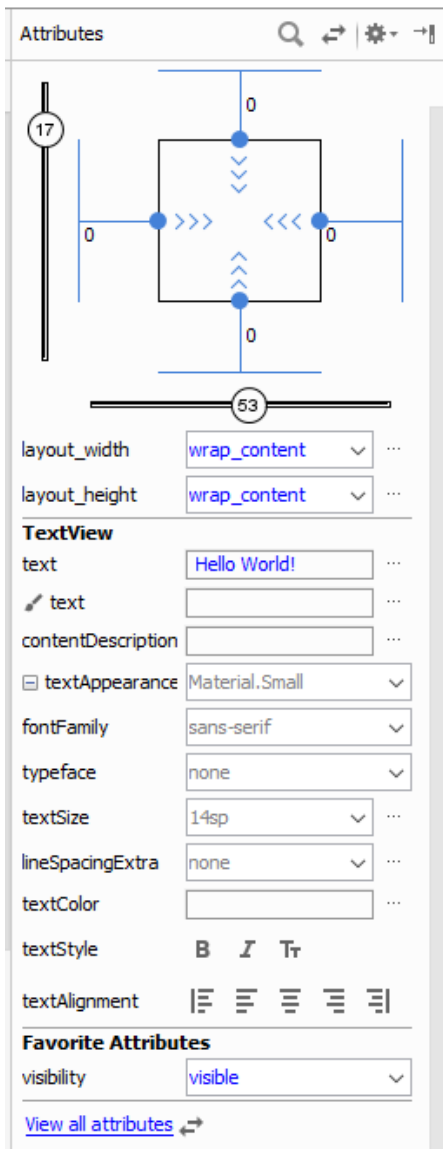 Attributes
0
17
0
0
0
53
layout_width wrap_content ...
layout_height wrap_content ...
TextView
text Hello World! ...
text ...
contentDescription ...
textAppearance Material.Small
fontFamily sans-serif
typeface none
textSize 14sp ...
lineSpacingExtra none ...
textColor ...
textStyle B I Tт
textAlignment
Favorite Attributes
visibility visible
View all attributes